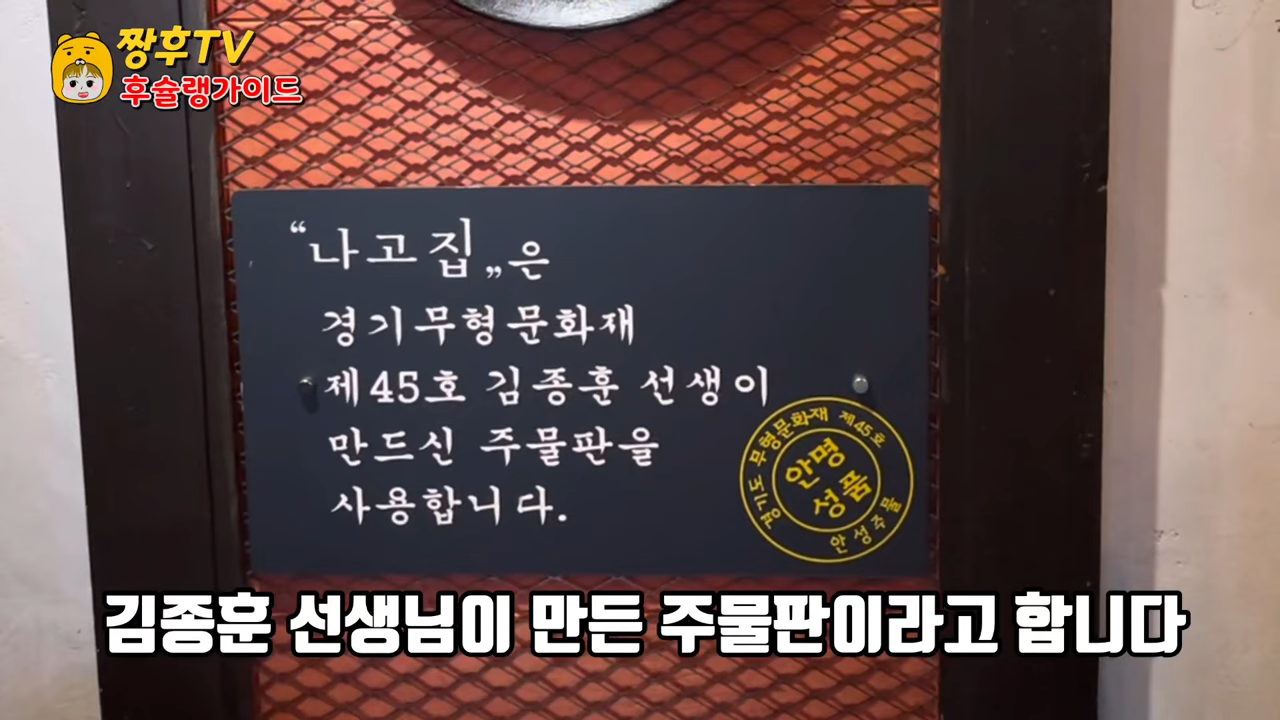 짱후TV
후슐랭가이드
“나고집„은
경기무형문화재
제45호 김종훈 선생이
만드신 주물판을
사용합니다.
경기도 무형문화재 제45호
안명
성품
안성주물
김종훈 선생님이 만든 주물판이라고 합니다